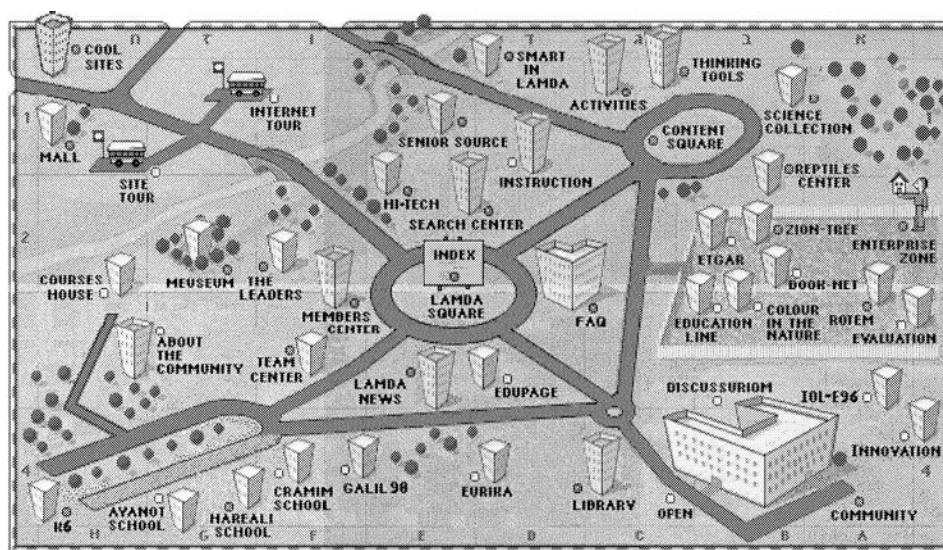 ח
ז
ו
ד
ג
ב
א
COOL
SITES
INTERNET
TOUR
SMART
IN
LAMDA
ACTIVITIES
THINKING
TOOLS
1
MALL
SENIOR SOURCE
CONTENT
SQUARE
SCIENCE
COLLECTION
1
SITE
TOUR
HI-TECH
INSTRUCTION
REPTILES
CENTER
SEARCH CENTER
2
INDEX
LAMDA
SQUARE
ETGAR
ZION-TREE
ENTERPRISE
ZONE
COURSES
HOUSE
MEUSEUM
THE
LEADERS
MEMBERS
CENTER
FAQ
BOOK-NET
EDUCATION
LINE
COLOUR
IN THE
NATURE
ROTEM
EVALUATION
ABOUT
THE
COMMUNITY
TEAM
CENTER
LAMDA
NEWS
EDUPAGE
DISCUSSURIOM
IOL-E96
INNOVATION
4
4
K6
AYANOT
SCHOOL
HAREALI
SCHOOL
CRAMIM
SCHOOL
GALIL 98
EURIKA
LIBRARY
OPEN
COMMUNITY
H
G
F
E
D
C
B
A